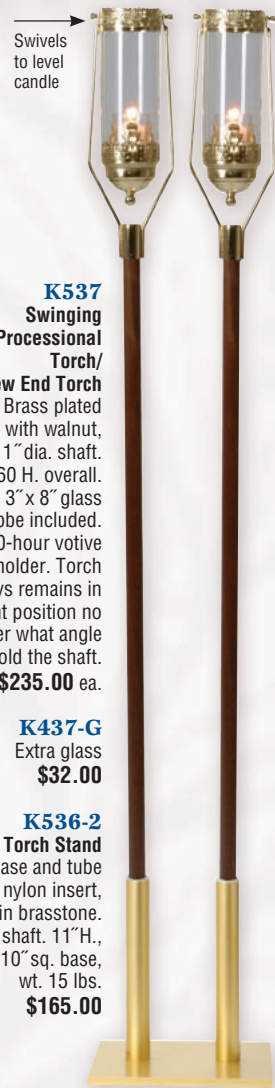 Swivels
to level
candle
K537
Swinging
Processional
Torch/
End Torch
Brass plated
with walnut,
1˝ dia. shaft.
60 H. overall.
3˝ x 8˝ glass
included.
-hour votive
holder. Torch
remains in
position no
what angle
the shaft.
$235.00 ea.
K437-G
Extra glass
$32.00
K536-2
Torch Stand
and tube
nylon insert,
in brasstone.
shaft. 11˝H.,
10˝ sq. base,
wt. 15 lbs.
$165.00